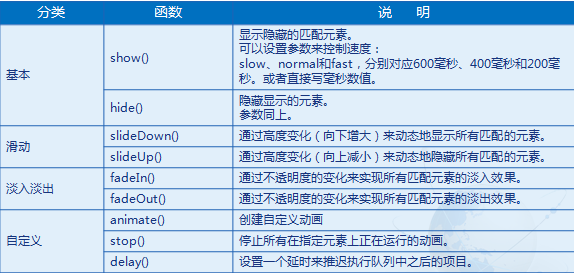 分类 函数 说 明
基本
show()
显示隐藏的匹配元素。
可以设置参数来控制速度：
slow、normal和fast，分别对应600毫秒、400毫秒和200毫
秒。或者直接写毫秒数值。
hide()
隐藏显示的元素。
参数同上。
滑动
slideDown() 通过高度变化（向下增大）来动态地显示所有匹配的元素。
slideUp() 通过高度变化（向上减小）来动态地隐藏所有匹配的元素。
淡入淡出
fadeIn() 通过不透明度的变化来实现所有匹配元素的淡入效果。
fadeOut() 通过不透明度的变化来实现所有匹配元素的淡出效果。
自定义
animate() 创建自定义动画
stop() 停止所有在指定元素上正在运行的动画。
delay() 设置一个延时来推迟执行队列中之后的项目。